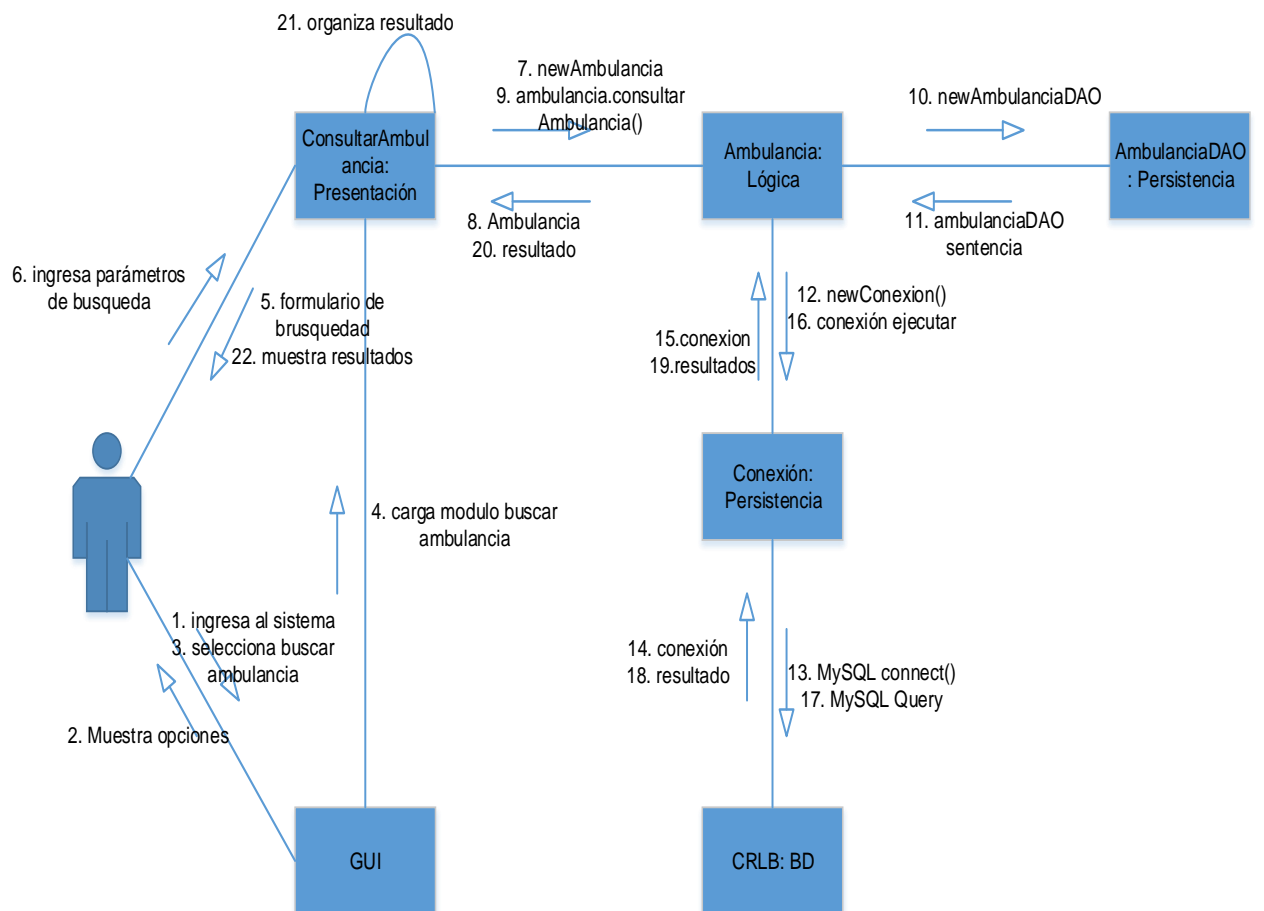 21. organiza resultado
7. newAmbulancia
9. ambulancia.consultar
Ambulancia()
10. newAmbulanciaDAO
ConsultarAmbul
ancia:
Presentación
Ambulancia:
Lógica
AmbulanciaDAO
: Persistencia
8. Ambulancia
20. resultado
11. ambulanciaDAO
sentencia
6. ingresa parámetros
de busqueda
5. formulario de
brusquedad
22. muestra resultados
12. newConexion()
16. conexión ejecutar
15.conexion
19.resultados
Conexión:
Persistencia
4. carga modulo buscar
ambulancia
1. ingresa al sistema
3. selecciona buscar
ambulancia
2. Muestra opciones
14. conexión
18. resultado
13. MySQL connect()
17. MySQL Query
GUI
CRLB: BD